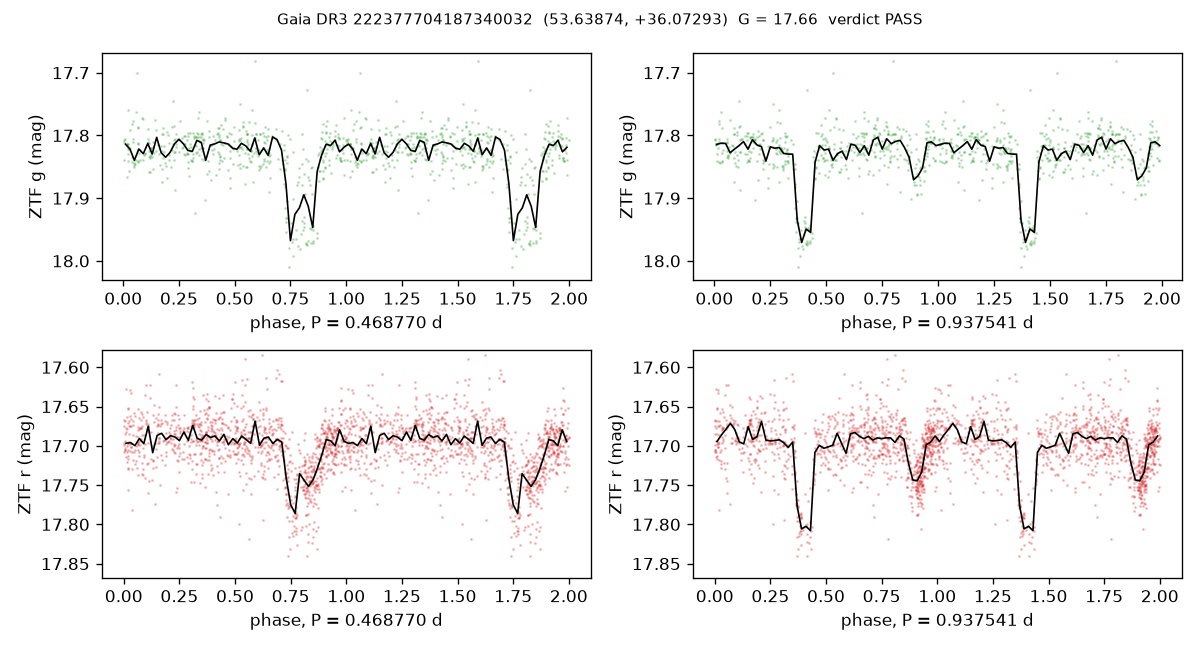 Gaia DR3 222377704187340032 (53.63874, +36.07293) G = 17.66 verdict PASS
ZTF g (mag)
17.7
17.8
17.9
18.0
0.00 0.25 0.50 0.75 1.00 1.25 1.50 1.75 2.00
phase, P = 0.468770 d
ZTF g (mag)
17.7
17.8
17.9
18.0
0.00 0.25 0.50 0.75 1.00 1.25 1.50 1.75 2.00
phase, P = 0.937541 d
ZTF r (mag)
17.60
17.65
17.70
17.75
17.80
17.85
0.00 0.25 0.50 0.75 1.00 1.25 1.50 1.75 2.00
phase, P = 0.468770 d
ZTF r (mag)
17.60
17.65
17.70
17.75
17.80
17.85
0.00 0.25 0.50 0.75 1.00 1.25 1.50 1.75 2.00
phase, P = 0.937541 d